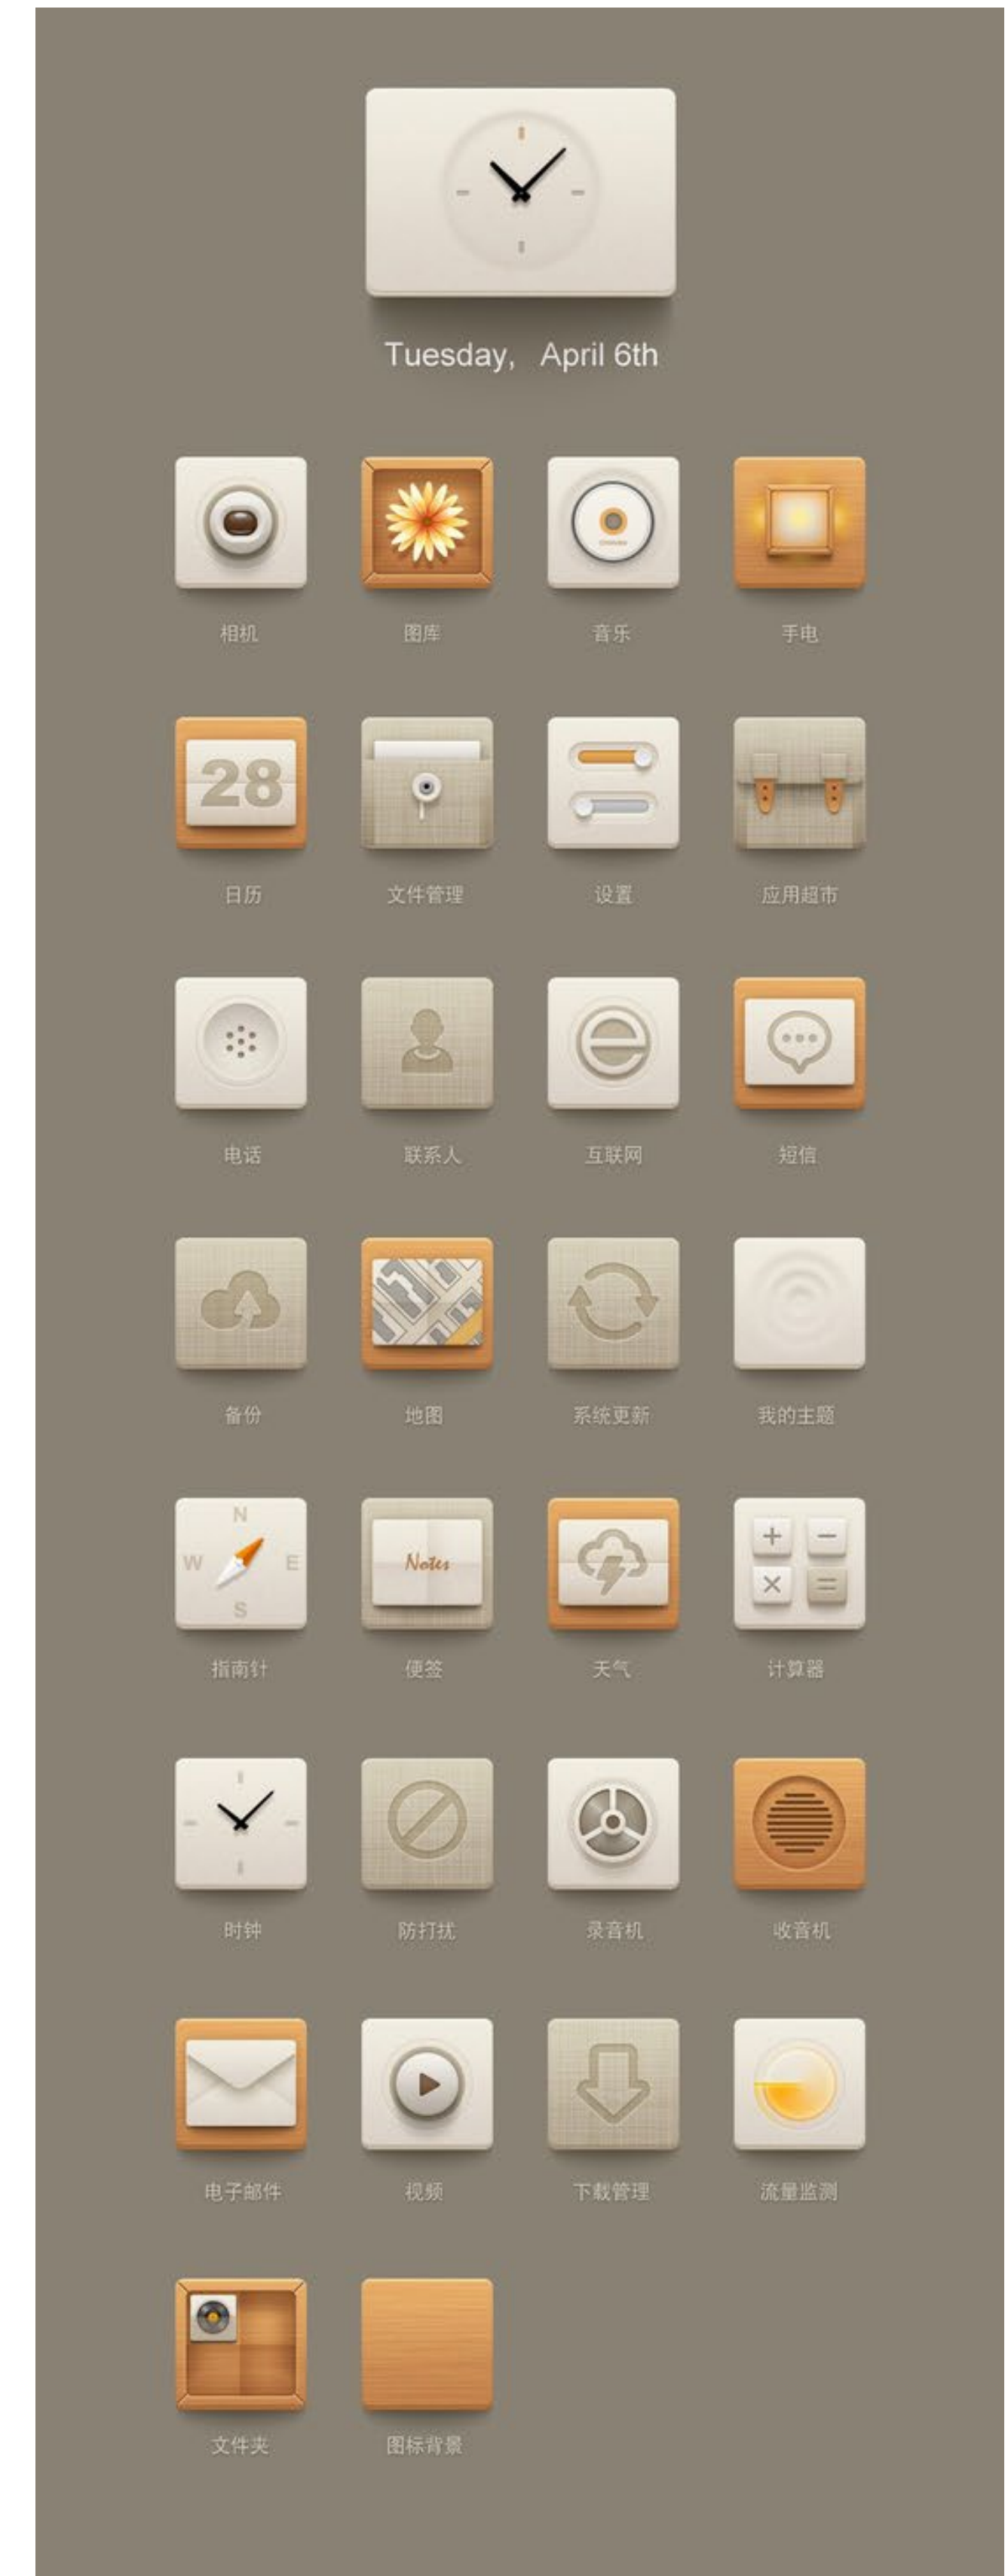 Tuesday, April 6th
相机 图库 音乐 手电
28
日历 文件管理 设置 应用超市
电话 联系人 互联网 短信
备份 地图 系统更新 我的主题
N
W E
S
Notes
+ −
× =
指南针 便签 天气 计算器
时钟 防打扰 录音机 收音机
电子邮件 视频 下载管理 流量监测
文件夹 图标背景